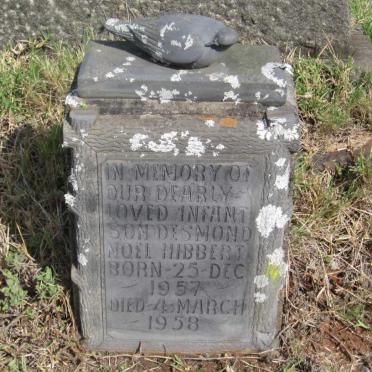 IN MEMORY OF
OUR DEARLY-
LOVED INFANT
SON DESMOND
NOEL HIBBERT
BORN 25 DEC
1957
DIED 4 MARCH
1958